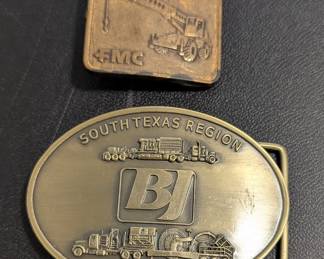 FMC
SOUTH TEXAS REGION
BJ